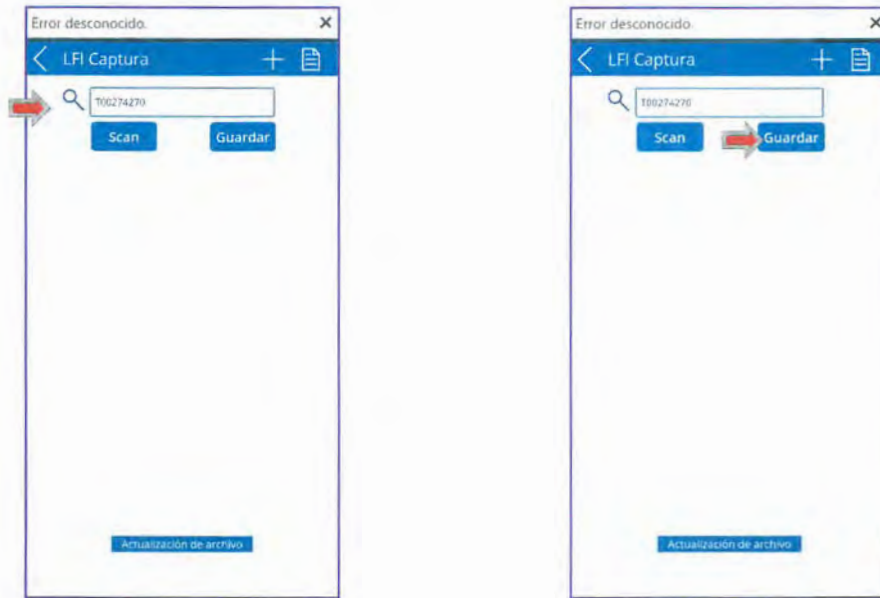 Error desconocido. ×
LFI Captura
T00274270
Scan Guardar
Actualización de archivo
Error desconocido ×
LFI Captura
T00274270
Scan Guardar
Actualización de archivo